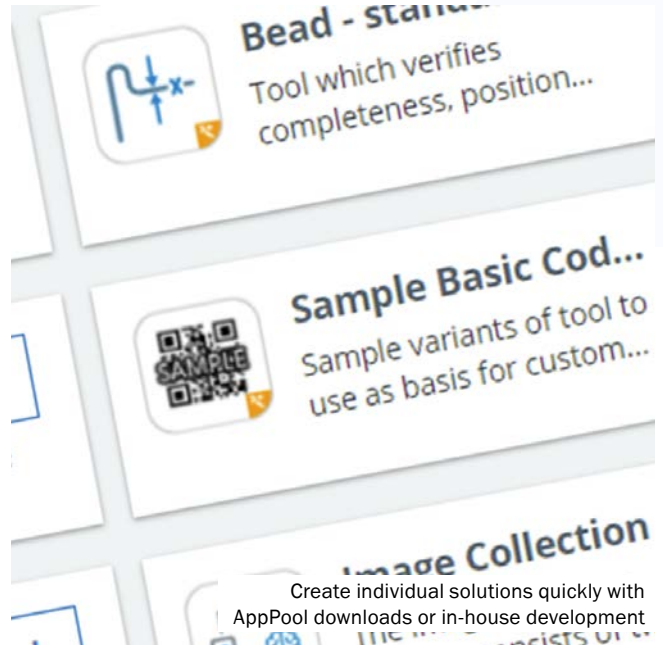 Bead - standa...
Tool which verifies
completeness, position...
x-
Sample Basic Cod...
Sample variants of tool to
use as basis for custom...
SAMPLE
Image Collection
Create individual solutions quickly with
AppPool downloads or in-house development